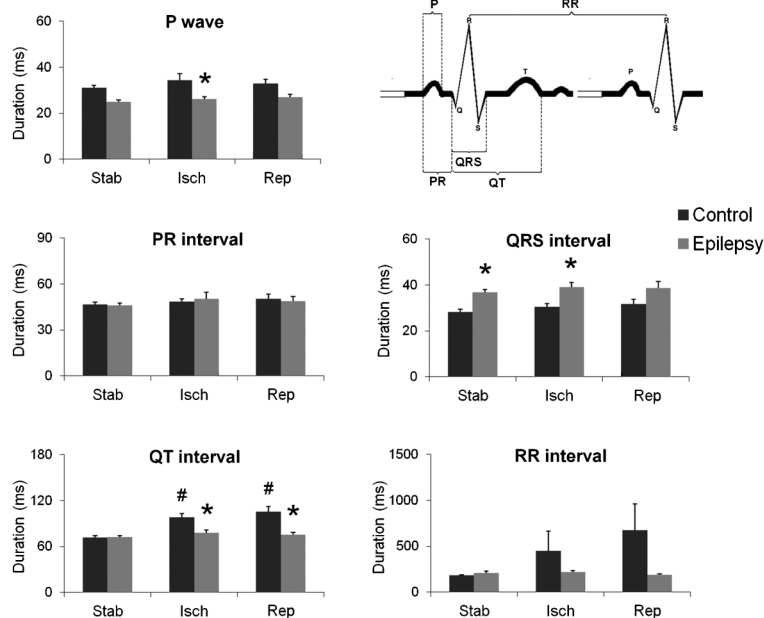 P wave
Duration (ms)
60
40
20
0
* 
Stab Isch Rep
P RR
R R
T P
Q S Q S
QRS
PR QT
Control
Epilepsy
PR interval
Duration (ms)
90
60
30
0
Stab Isch Rep
QRS interval
Duration (ms)
60
40
20
0
* *
Stab Isch Rep
QT interval
Duration (ms)
180
120
60
0
# * # *
Stab Isch Rep
RR interval
Duration (ms)
1500
1000
500
0
Stab Isch Rep